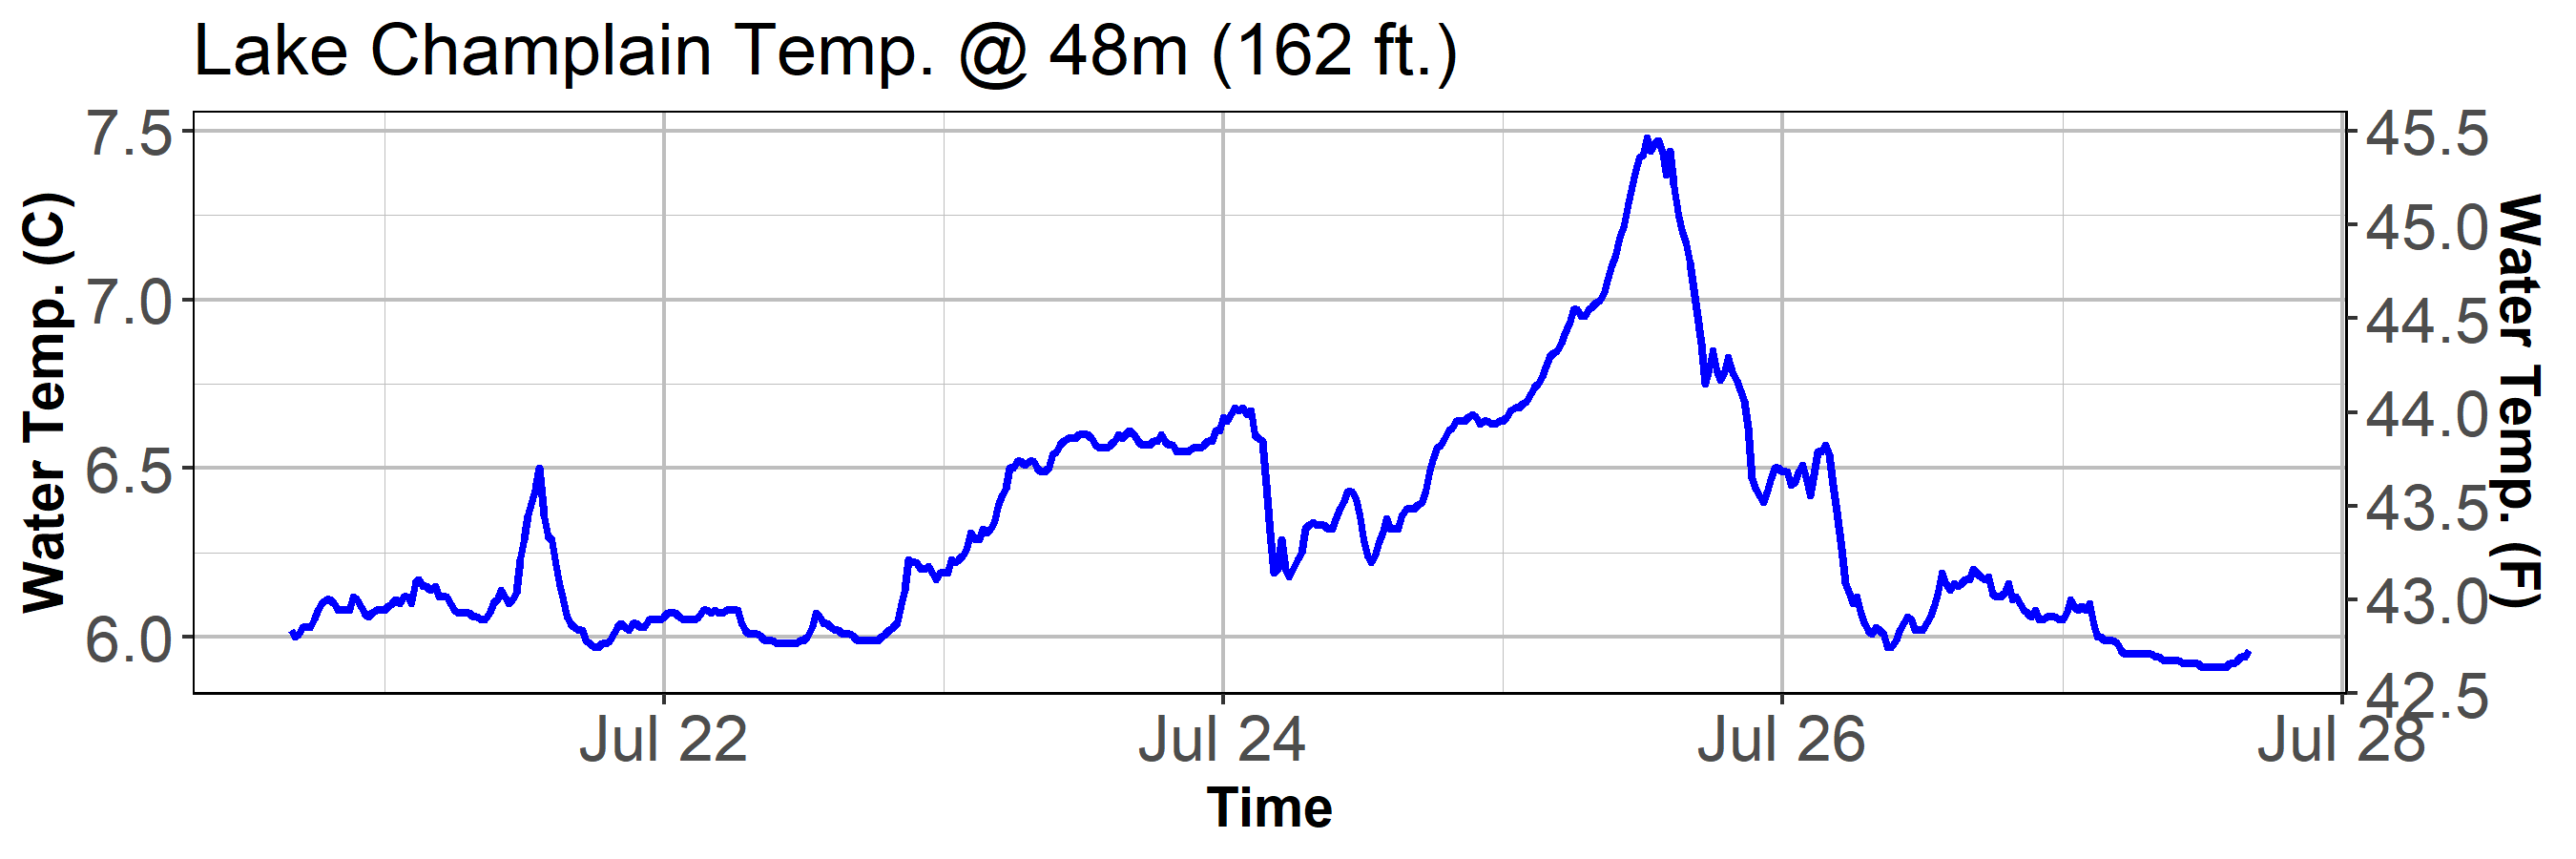 Lake Champlain Temp. @ 48m (162 ft.)
Water Temp. (C)
7.5
7.0
6.5
6.0
45.5
45.0
44.5
44.0
43.5
43.0
42.5
Water Temp. (F)
Jul 22
Jul 24
Jul 26
Jul 28
Time